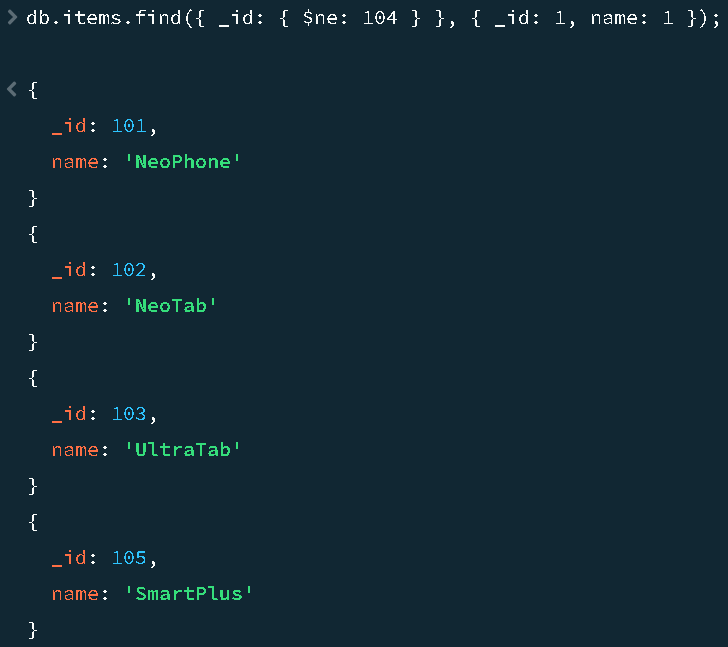 > db.items.find({ _id: { $ne: 104 } }, { _id: 1, name: 1 });
< {
_id: 101,
name: 'NeoPhone'
}
{
_id: 102,
name: 'NeoTab'
}
{
_id: 103,
name: 'UltraTab'
}
{
_id: 105,
name: 'SmartPlus'
}